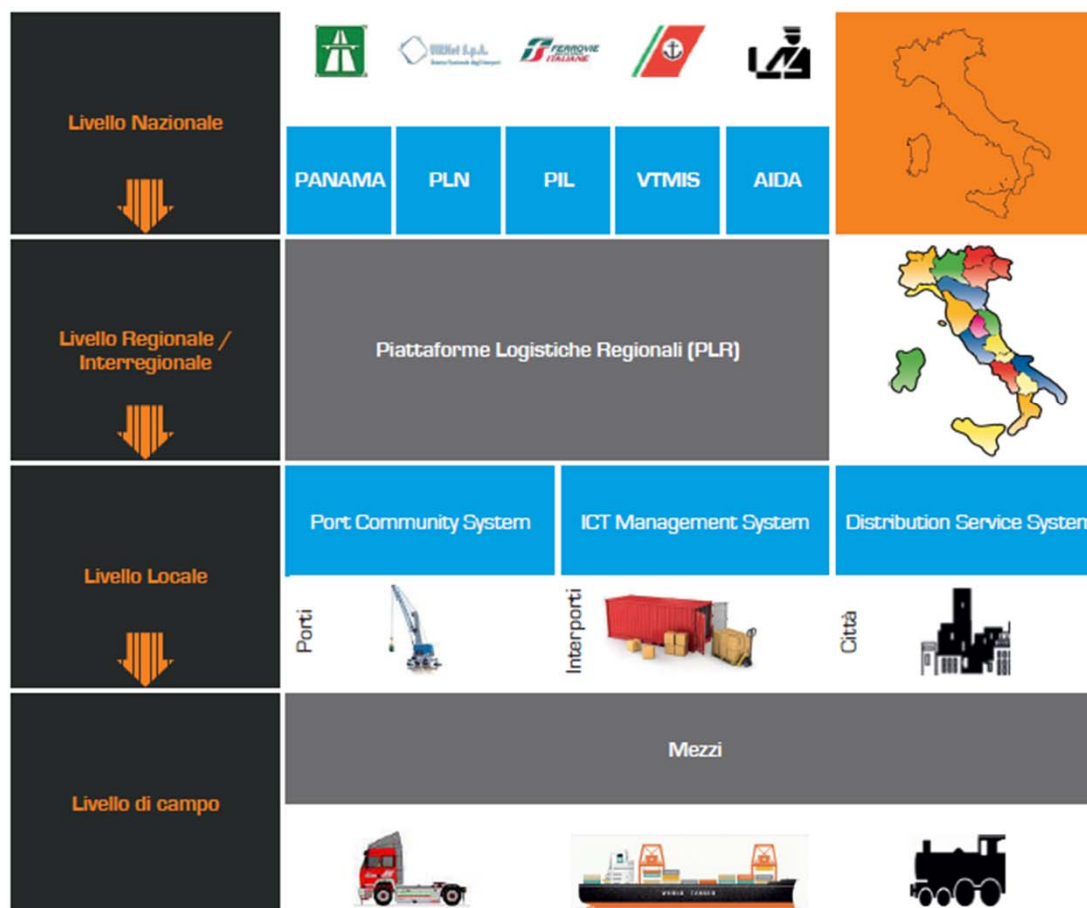 UIRNet S.p.A.
FERROVIE
ITALIANE
Livello Nazionale
PANAMA
PLN
PIL
VTMIS
AIDA
Livello Regionale /
Interregionale
Piattaforme Logistiche Regionali (PLR)
Port Community System
ICT Management System
Distribution Service System
Livello Locale
Porti
Interporti
Città
Mezzi
Livello di campo